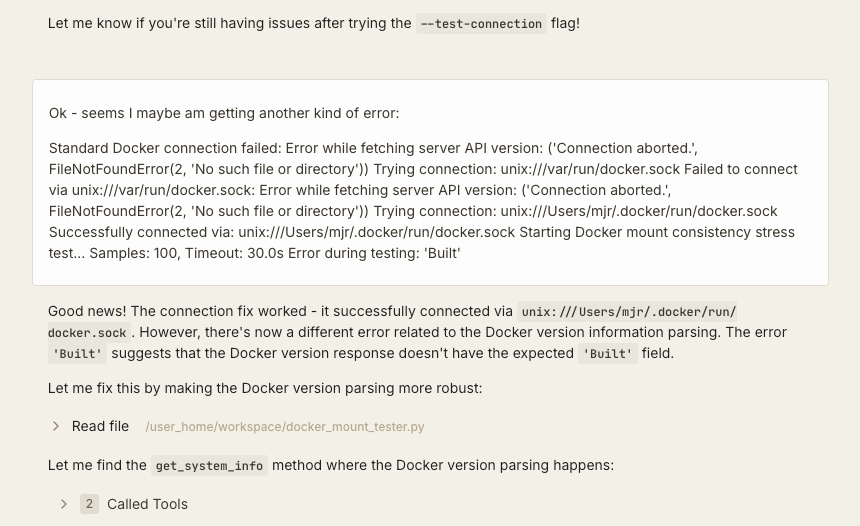 Let me know if you're still having issues after trying the --test-connection flag!
Ok - seems I maybe am getting another kind of error:
Standard Docker connection failed: Error while fetching server API version: ('Connection aborted.',
FileNotFoundError(2, 'No such file or directory')) Trying connection: unix:///var/run/docker.sock Failed to connect
via unix:///var/run/docker.sock: Error while fetching server API version: ('Connection aborted.',
FileNotFoundError(2, 'No such file or directory')) Trying connection: unix:///Users/mjr/.docker/run/docker.sock
Successfully connected via: unix:///Users/mjr/.docker/run/docker.sock Starting Docker mount consistency stress
test... Samples: 100, Timeout: 30.0s Error during testing: 'Built'
Good news! The connection fix worked - it successfully connected via unix:///Users/mjr/.docker/run/
docker.sock. However, there's now a different error related to the Docker version information parsing. The error
'Built' suggests that the Docker version response doesn't have the expected 'Built' field.
Let me fix this by making the Docker version parsing more robust:
Read file /user_home/workspace/docker_mount_tester.py
Let me find the get_system_info method where the Docker version parsing happens:
2 Called Tools